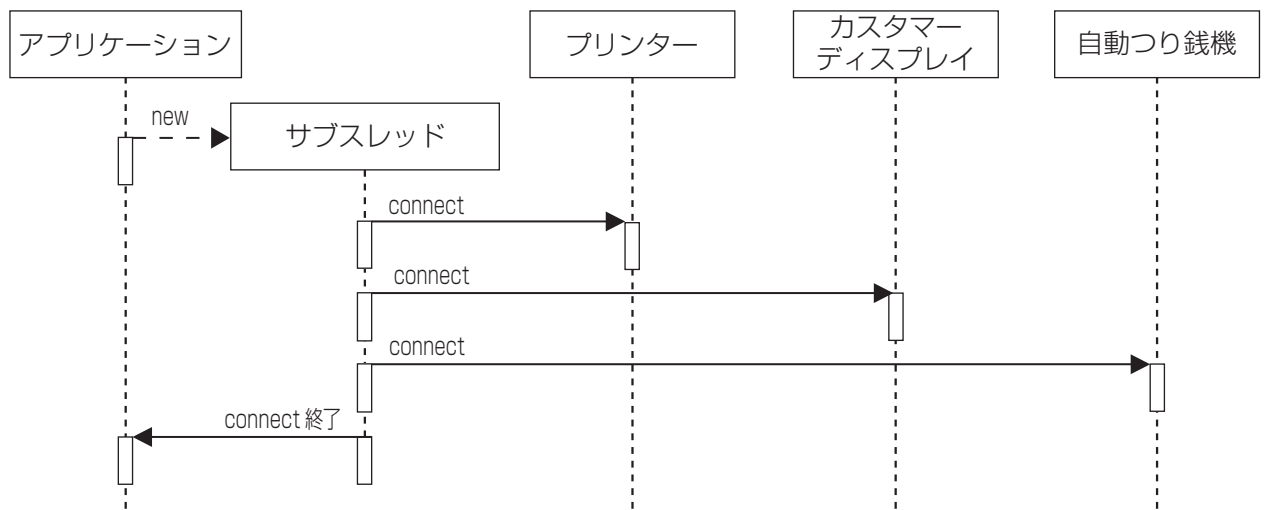 アプリケーション
プリンター
カスタマー
ディスプレイ
自動つり銭機
new
サブスレッド
connect
connect
connect
connect 終了